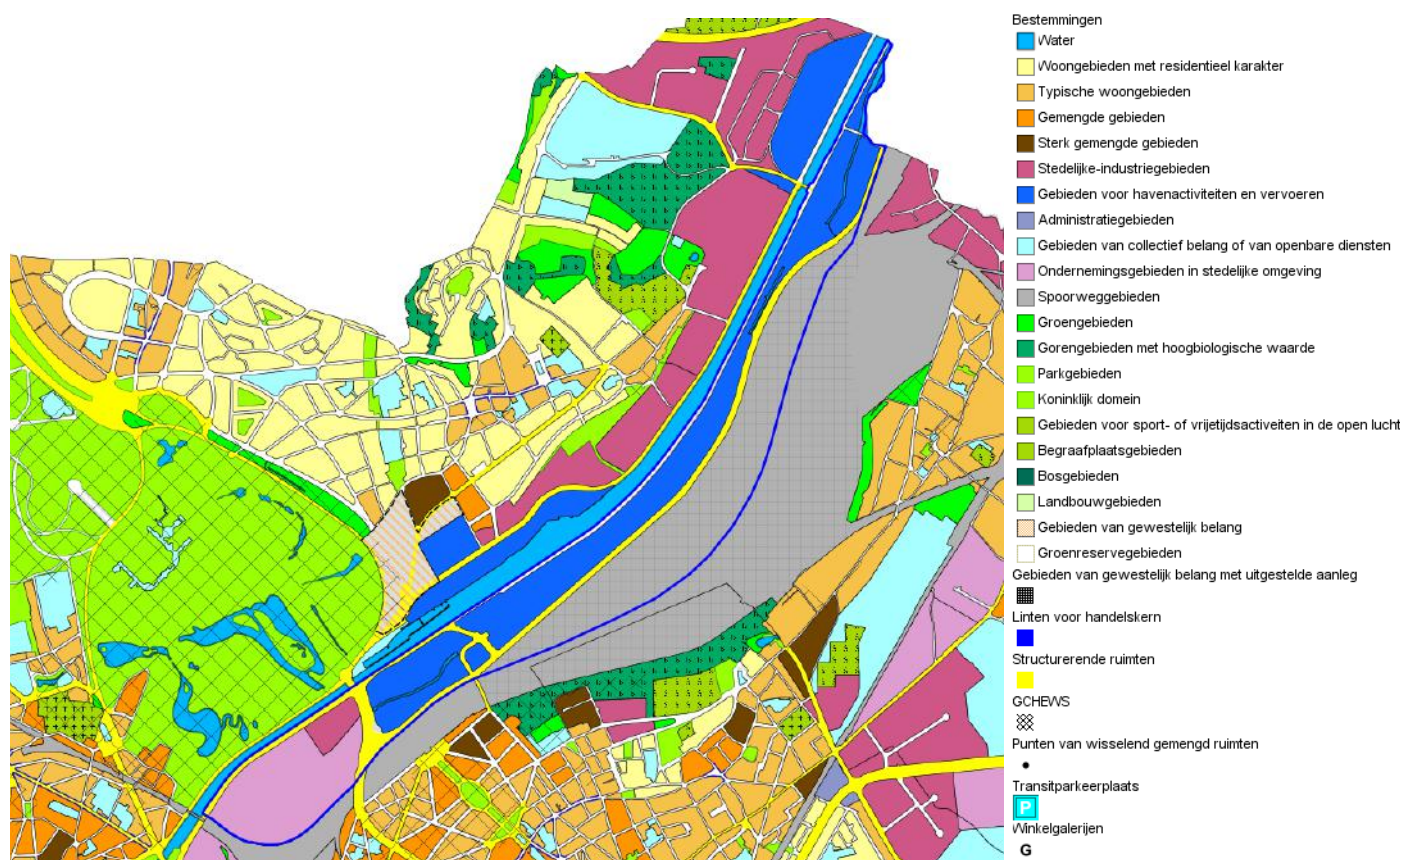 Bestemmingen
Water
Woongebieden met residentieel karakter
Typische woongebieden
Gemengde gebieden
Sterk gemengde gebieden
Stedelijke-industriegebieden
Gebieden voor havenactiviteiten en vervoeren
Administratiegebieden
Gebieden van collectief belang of van openbare diensten
Ondernemingsgebieden in stedelijke omgeving
Spoorweggebieden
Groengebieden
Gorengebieden met hoogbiologische waarde
Parkgebieden
Koninklijk domein
Gebieden voor sport- of vrijetijdsactiveiten in de open lucht
Begraafplaatsgebieden
Bosgebieden
Landbouwgebieden
Gebieden van gewestelijk belang
Groenreservegebieden
Gebieden van gewestelijk belang met uitgestelde aanleg
Linten voor handelskern
Structurerende ruimten
GCHEWS
Punten van wisselend gemengd ruimten
Transitparkeerplaats
P
Winkelgalerijen
G